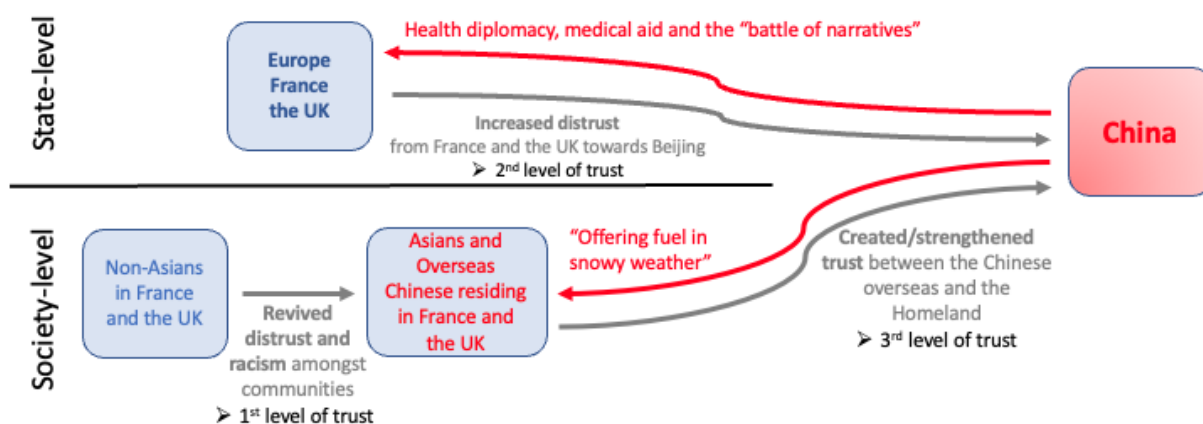 State-level
Health diplomacy, medical aid and the “battle of narratives”
Europe
France
the UK
Increased distrust
from France and the UK towards Beijing
➢ 2nd level of trust
China
Society-level
Non-Asians
in France
and the UK
Revived
distrust and
racism amongst
communities
➢ 1st level of trust
Asians and
Overseas
Chinese residing
in France and
the UK
“Offering fuel in
snowy weather”
Created/strengthened
trust between the Chinese
overseas and the
Homeland
➢ 3rd level of trust